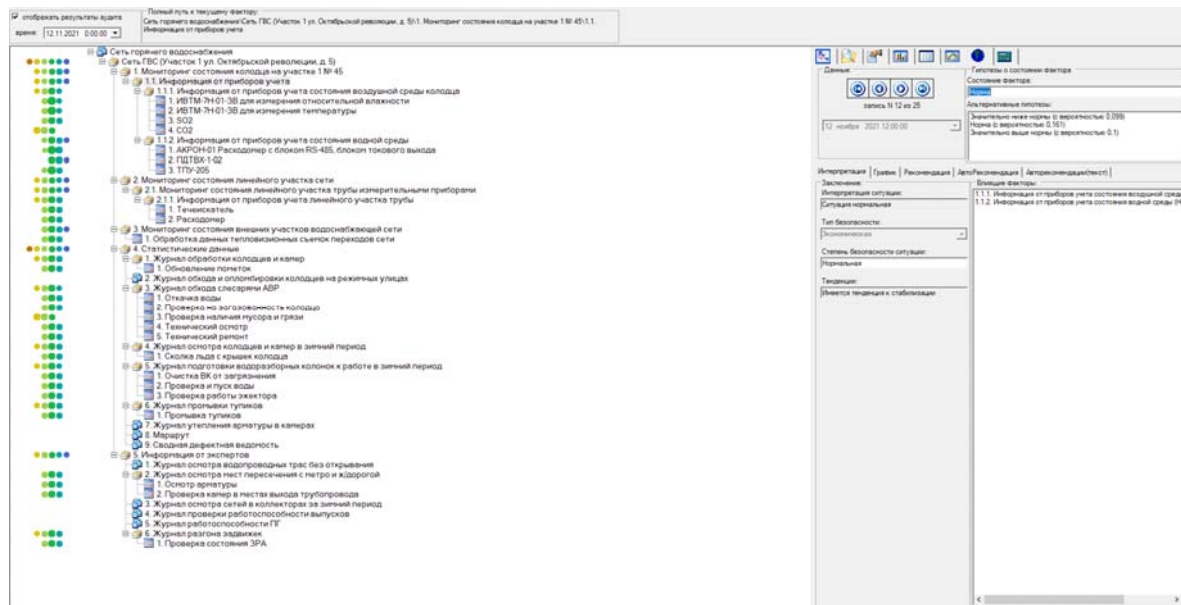 отображать результаты аудита
время: 12.11.2021 0:00:00
Полный путь к текущему фактору:
Сеть горячего водоснабжения\Сеть ГВС (Участок 1 ул. Октябрьской революции, д. 5)\1. Мониторинг состояния колодца на участке 1 № 45\1.1.
Информация от приборов учета
Сеть горячего водоснабжения
Сеть ГВС (Участок 1 ул. Октябрьской революции, д.5)
1. Мониторинг состояния колодца на участке 1 № 45
1.1. Информация от приборов учета
1.1.1. Информация от приборов учета состояния воздушной среды колодца
1. ИВТМ-7Н-01-3В для измерения относительной влажности
2. ИВТМ-7Н-01-3В для измерения температуры
3. SO2
4. CO2
1.1.2. Информация от приборов учета состояния водной среды
1. АКРОН-01 Расходомер с блоком RS-485, блоком токового выхода
2. ПДТВХ-1-02
3. ТПУ-205
2. Мониторинг состояния линейного участка сети
2.1. Мониторинг состояния линейного участка трубы измерительными приборами
2.1.1. Информация от приборов учета линейного участка трубы
1. Течеискатель
2. Расходомер
3. Мониторинг состояния внешних участков водоснабжающей сети
1. Обработка данных тепловизионных съемок переходов сети
4. Статистические данные
1. Журнал обработки колодцев и камер
1. Обновление пометок
2. Журнал обхода и опломбировки колодцев на режимных улицах
3. Журнал обхода слесарями АВР
1. Откачка воды
2. Проверка на загазованность колодца
3. Проверка наличия мусора и грязи
4. Технический осмотр
5. Технический ремонт
4. Журнал осмотра колодцев и камер в зимний период
1. Сколка льда с крышек колодца
5. Журнал подготовки водоразборных колонок к работе в зимний период
1. Очистка ВК от загрязнения
2. Проверка и пуск воды
3. Проверка работы эжектора
6. Журнал промывки тупиков
1. Промывка тупиков
7. Журнал утепления арматуры в камерах
8. Маршрут
9. Сводная дефектная ведомость
5. Информация от экспертов
1. Журнал осмотра водопроводных трас без открывания
2. Журнал осмотра мест пересечения с метро и ж/дорогой
1. Осмотр арматуры
2. Проверка камер в местах выхода трубопровода
3. Журнал осмотра сетей в коллекторах за зимний период
4. Журнал проверки работоспособности выпусков
5. Журнал работоспособности ПГ
6. Журнал разгона задвижек
1. Проверка состояния ЗРА
Данные:
запись N 12 из 25
12 ноября 2021 12:00:00
Гипотезы о состоянии фактора
Состояние фактора:
Норма
Альтернативные гипотезы:
Значительно ниже нормы (с вероятностью 0,099)
Норма (с вероятностью 0,161)
Значительно выше нормы (с вероятностью 0,1)
Интерпретация График Рекомендация АвтоРекомендация Авторекомендации(текст)
Заключение:
Интерпретация ситуации:
Ситуация нормальная
Тип безопасности:
Экономическая
Степень безопасности ситуации:
Нормальная
Тенденции:
Имеется тенденция к стабилизации
Влияющие факторы:
1.1.1. Информация от приборов учета состояния воздушной среды
1.1.2. Информация от приборов учета состояния водной среды (Н